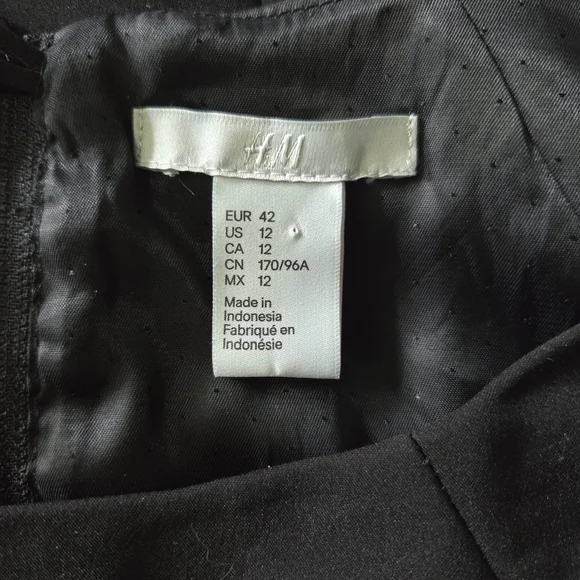 H&M
EUR 42
US 12
CA 12
CN 170/96A
MX 12
Made in
Indonesia
Fabriqué en
Indonésie